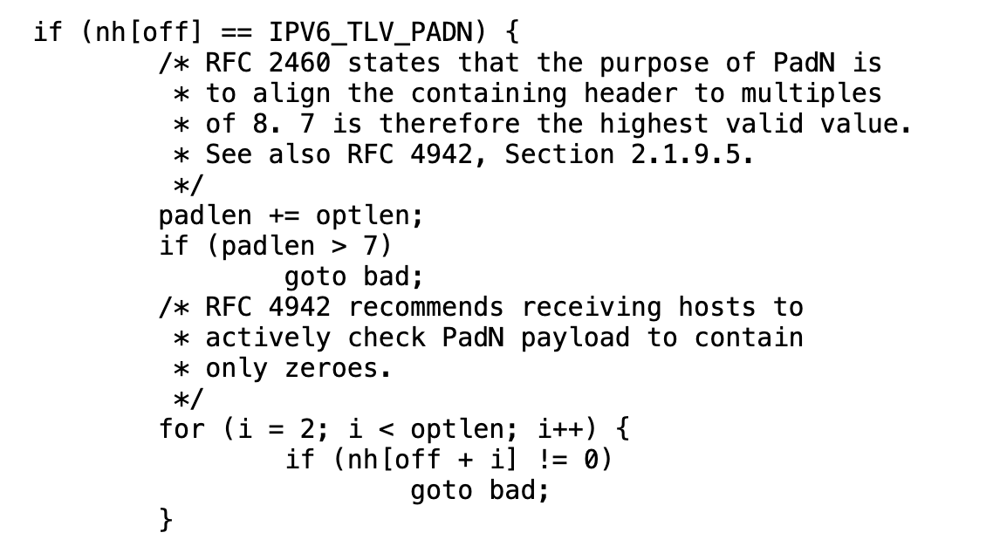 if (nh[off] == IPV6_TLV_PADN) {
/* RFC 2460 states that the purpose of PadN is
* to align the containing header to multiples
* of 8. 7 is therefore the highest valid value.
* See also RFC 4942, Section 2.1.9.5.
*/
padlen += optlen;
if (padlen > 7)
goto bad;
/* RFC 4942 recommends receiving hosts to
* actively check PadN payload to contain
* only zeroes.
*/
for (i = 2; i < optlen; i++) {
if (nh[off + i] != 0)
goto bad;
}